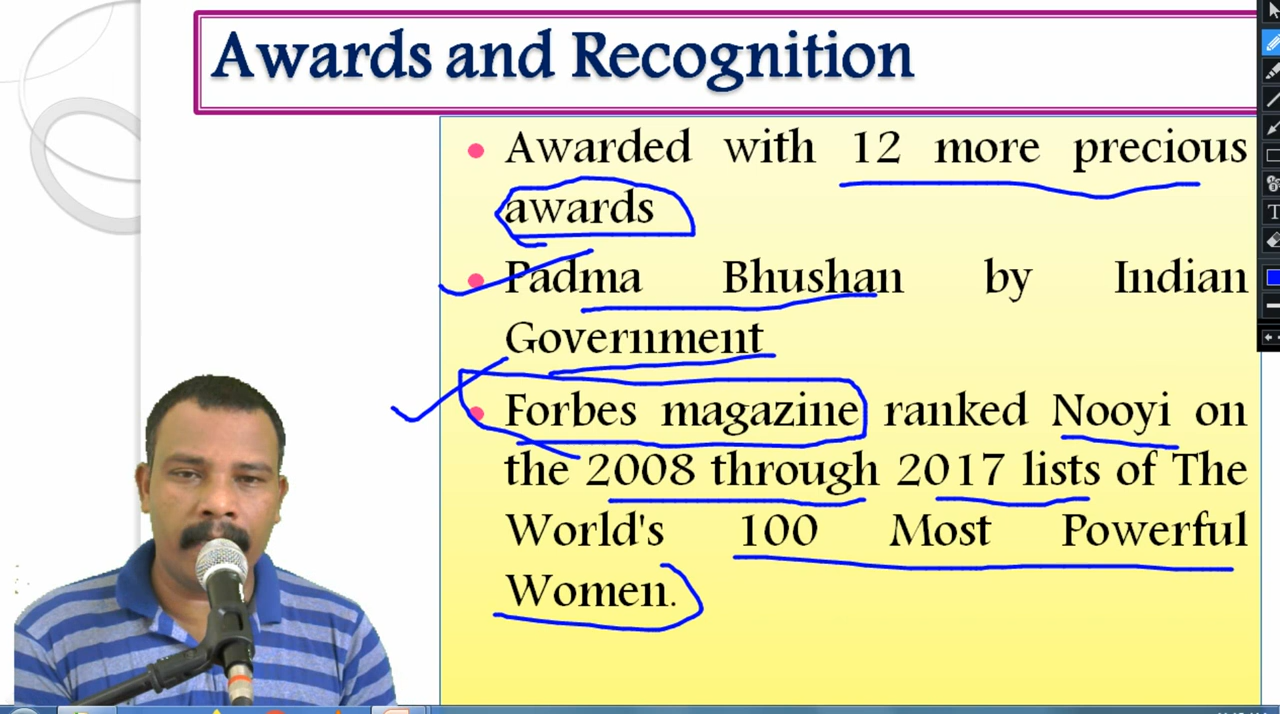 Awards and Recognition
Awarded with 12 more precious
awards
Padma Bhushan by Indian
Government
Forbes magazine ranked Nooyi on
the 2008 through 2017 lists of The
World's 100 Most Powerful
Women.